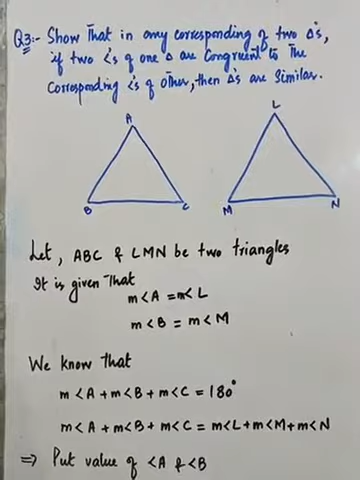 Q3:- Show that in any corresponding of two Δ's,
if two <'s of one Δ are congruent to the
corresponding <'s of other, then Δ's are similar.
A
L
B
C
M
N
Let, ABC & LMN be two triangles
It is given that
m<A = m<L
m<B = m<M
We know that
m<A + m<B + m<C = 180°
m<A + m<B + m<C = m<L + m<M + m<N
⇒ Put value of <A & <B